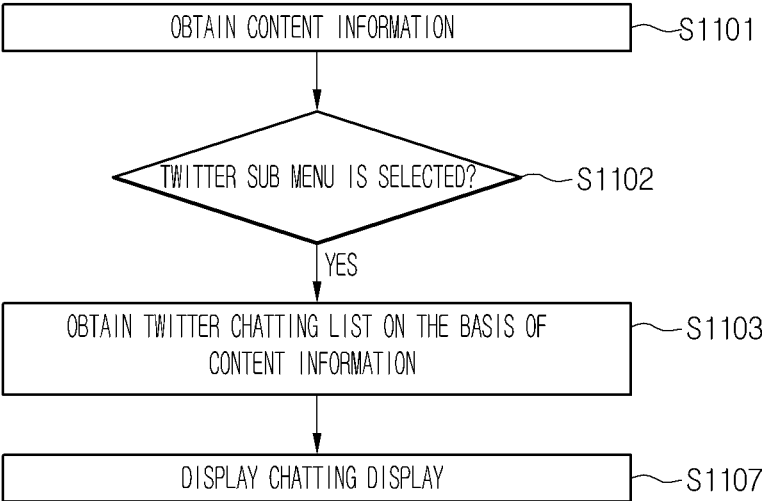 OBTAIN CONTENT INFORMATION
S1101
TWITTER SUB MENU IS SELECTED?
S1102
YES
OBTAIN TWITTER CHATTING LIST ON THE BASIS OF
CONTENT INFORMATION
S1103
DISPLAY CHATTING DISPLAY
S1107